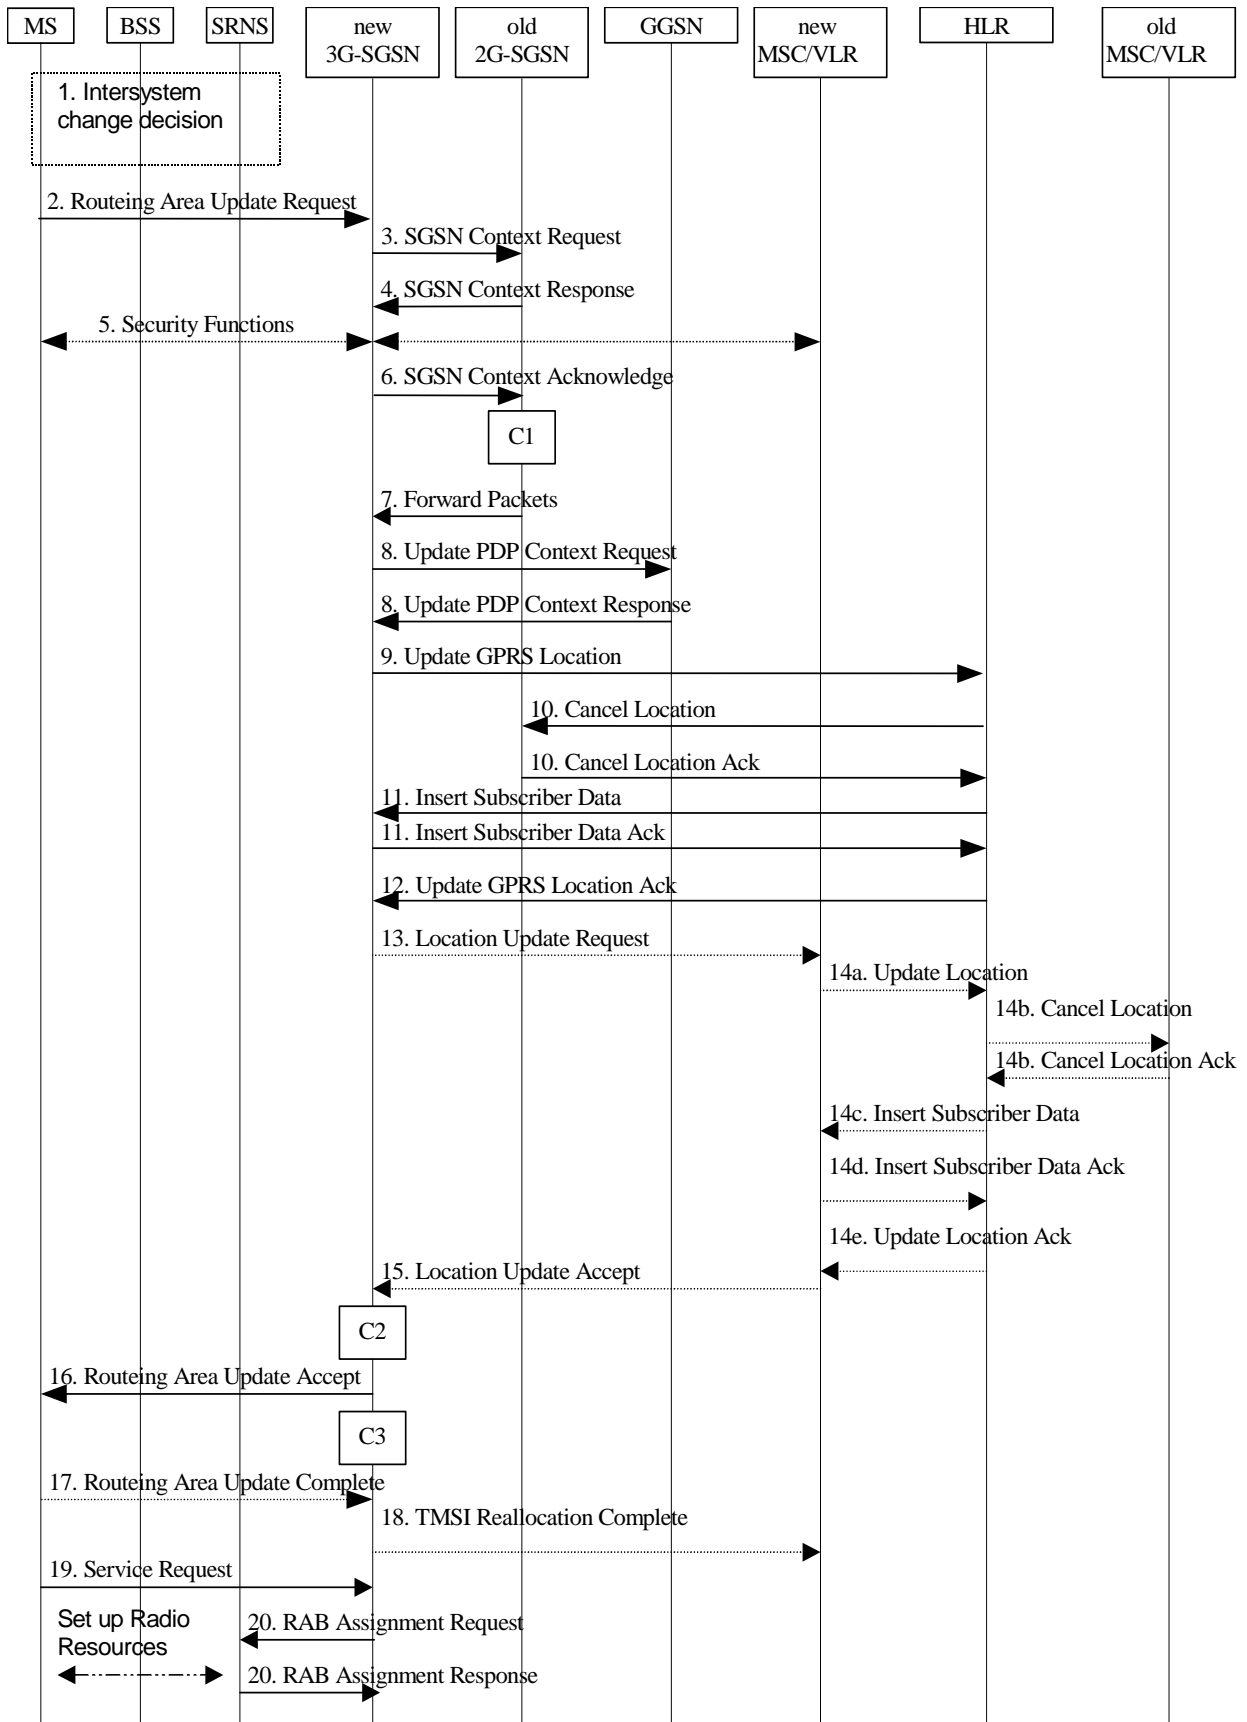 MS
BSS
SRNS
new
3G-SGSN
old
2G-SGSN
GGSN
new
MSC/VLR
HLR
old
MSC/VLR
1. Intersystem
change decision
2. Routeing Area Update Request
3. SGSN Context Request
4. SGSN Context Response
5. Security Functions
6. SGSN Context Acknowledge
C1
7. Forward Packets
8. Update PDP Context Request
8. Update PDP Context Response
9. Update GPRS Location
10. Cancel Location
10. Cancel Location Ack
11. Insert Subscriber Data
11. Insert Subscriber Data Ack
12. Update GPRS Location Ack
13. Location Update Request
14a. Update Location
14b. Cancel Location
14b. Cancel Location Ack
14c. Insert Subscriber Data
14d. Insert Subscriber Data Ack
14e. Update Location Ack
15. Location Update Accept
C2
16. Routeing Area Update Accept
C3
17. Routeing Area Update Complete
18. TMSI Reallocation Complete
19. Service Request
Set up Radio
Resources
20. RAB Assignment Request
20. RAB Assignment Response